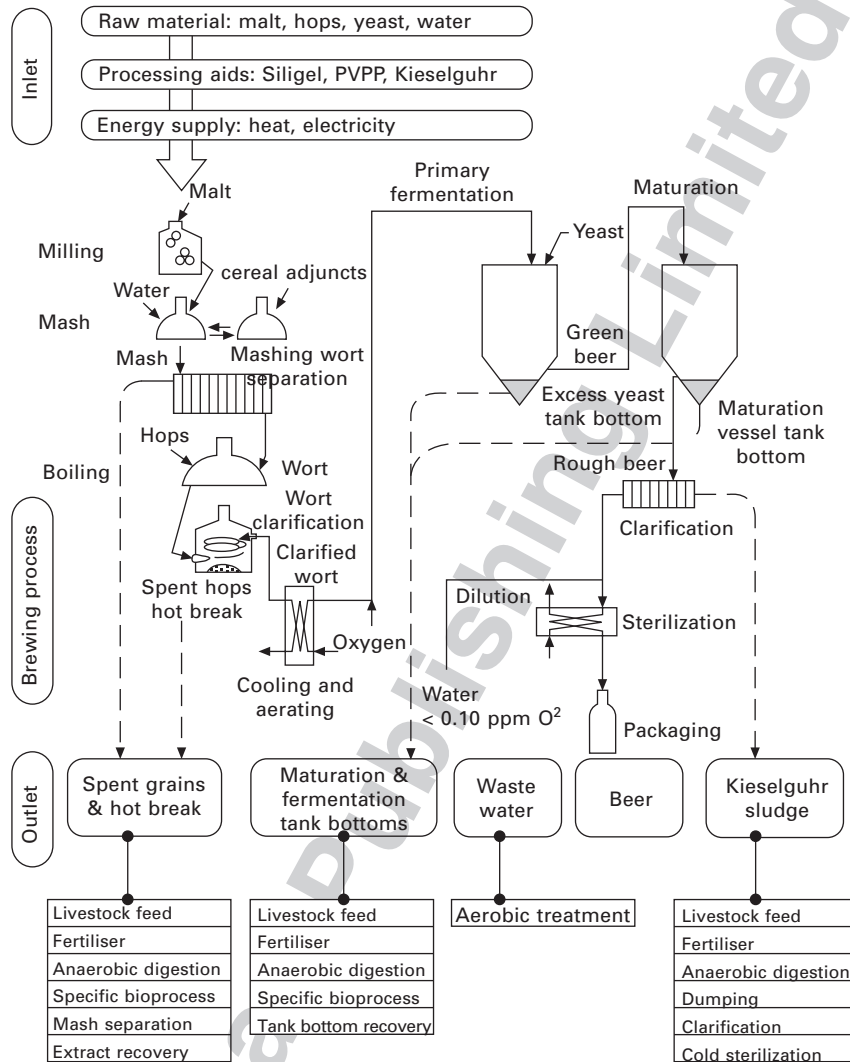 Inlet
Raw material: malt, hops, yeast, water
Processing aids: Siligel, PVPP, Kieselguhr
Energy supply: heat, electricity
Malt
Milling
Water
cereal adjuncts
Mash
Mash
Mashing wort
separation
Hops
Boiling
Wort
Wort
clarification
Clarified
wort
Spent hops
hot break
Oxygen
Cooling and
aerating
Primary
fermentation
Yeast
Maturation
Green
beer
Excess yeast
tank bottom
Maturation
vessel tank
bottom
Rough beer
Clarification
Dilution
Sterilization
Water
< 0.10 ppm O²
Packaging
Brewing process
Outlet
Spent grains
& hot break
Maturation &
fermentation
tank bottoms
Waste
water
Beer
Kieselguhr
sludge
Livestock feed
Fertiliser
Anaerobic digestion
Specific bioprocess
Mash separation
Extract recovery
Livestock feed
Fertiliser
Anaerobic digestion
Specific bioprocess
Tank bottom recovery
Aerobic treatment
Livestock feed
Fertiliser
Anaerobic digestion
Dumping
Clarification
Cold sterilization
Publishing Limited